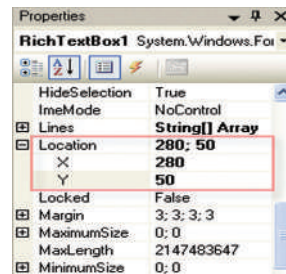 Properties
RichTextBox1 System.Windows.For
HideSelection True
ImeMode NoControl
Lines String[] Array
Location 280; 50
X 280
Y 50
Locked False
Margin 3; 3; 3; 3
MaximumSize 0; 0
MaxLength 2147483647
MinimumSize 0; 0